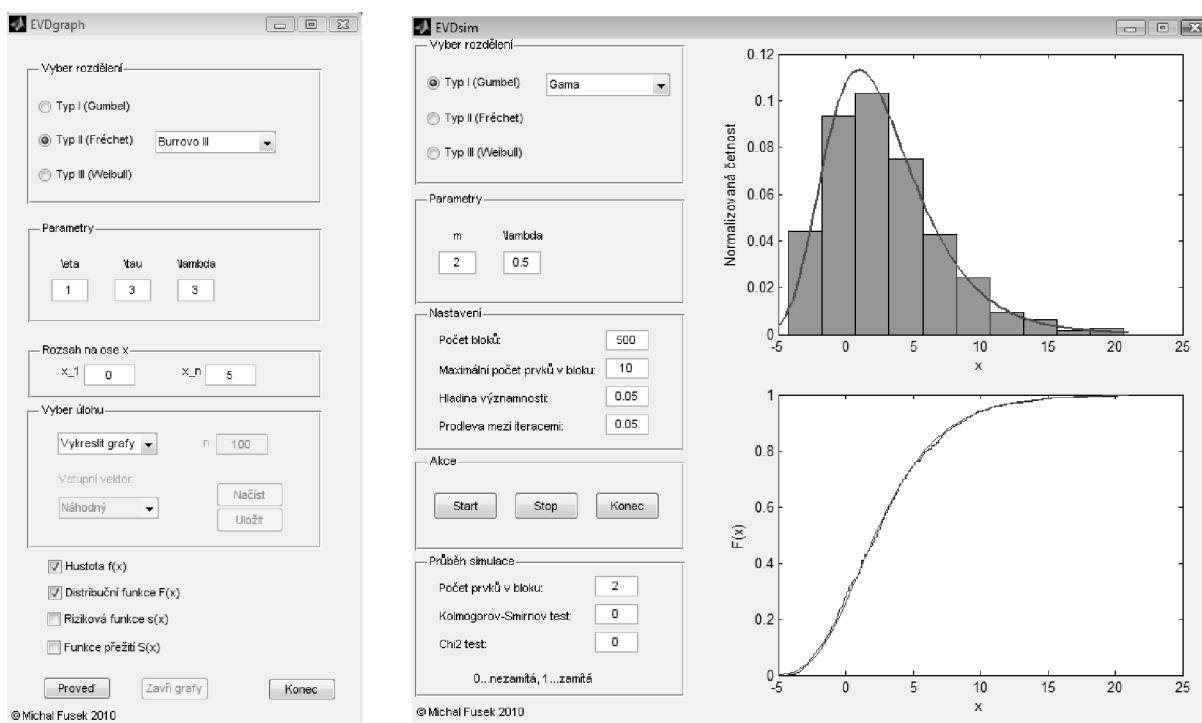 EVDgraph
Vyber rozdělení
Typ I (Gumbel)
Typ II (Fréchet) Burrovo III
Typ III (Weibull)
Parametry
\eta \tau \lambda
1 3 3
Rozsah na ose x
x_1 0 x_n 5
Vyber úlohu
Vykreslit grafy n 100
Vstupní vektor:
Náhodný Načíst
Uložit
Hustota f(x)
Distribuční funkce F(x)
Riziková funkce s(x)
Funkce přežití S(x)
Proveď Zavři grafy Konec
© Michal Fusek 2010
EVDsim
Vyber rozdělení
Typ I (Gumbel) Gama
Typ II (Fréchet)
Typ III (Weibull)
Parametry
m \lambda
2 0.5
Nastavení
Počet bloků: 500
Maximální počet prvků v bloku: 10
Hladina významnosti: 0.05
Prodleva mezi iteracemi: 0.05
Akce
Start Stop Konec
Průběh simulace
Počet prvků v bloku: 2
Kolmogorov-Smirnov test: 0
Chi2 test: 0
0...nezamítá, 1...zamítá
© Michal Fusek 2010
0.12
0.1
0.08
0.06
0.04
0.02
0
Normalizovaná četnost
-5 0 5 10 15 20 25
x
1
0.8
0.6
0.4
0.2
0
F(x)
-5 0 5 10 15 20 25
x